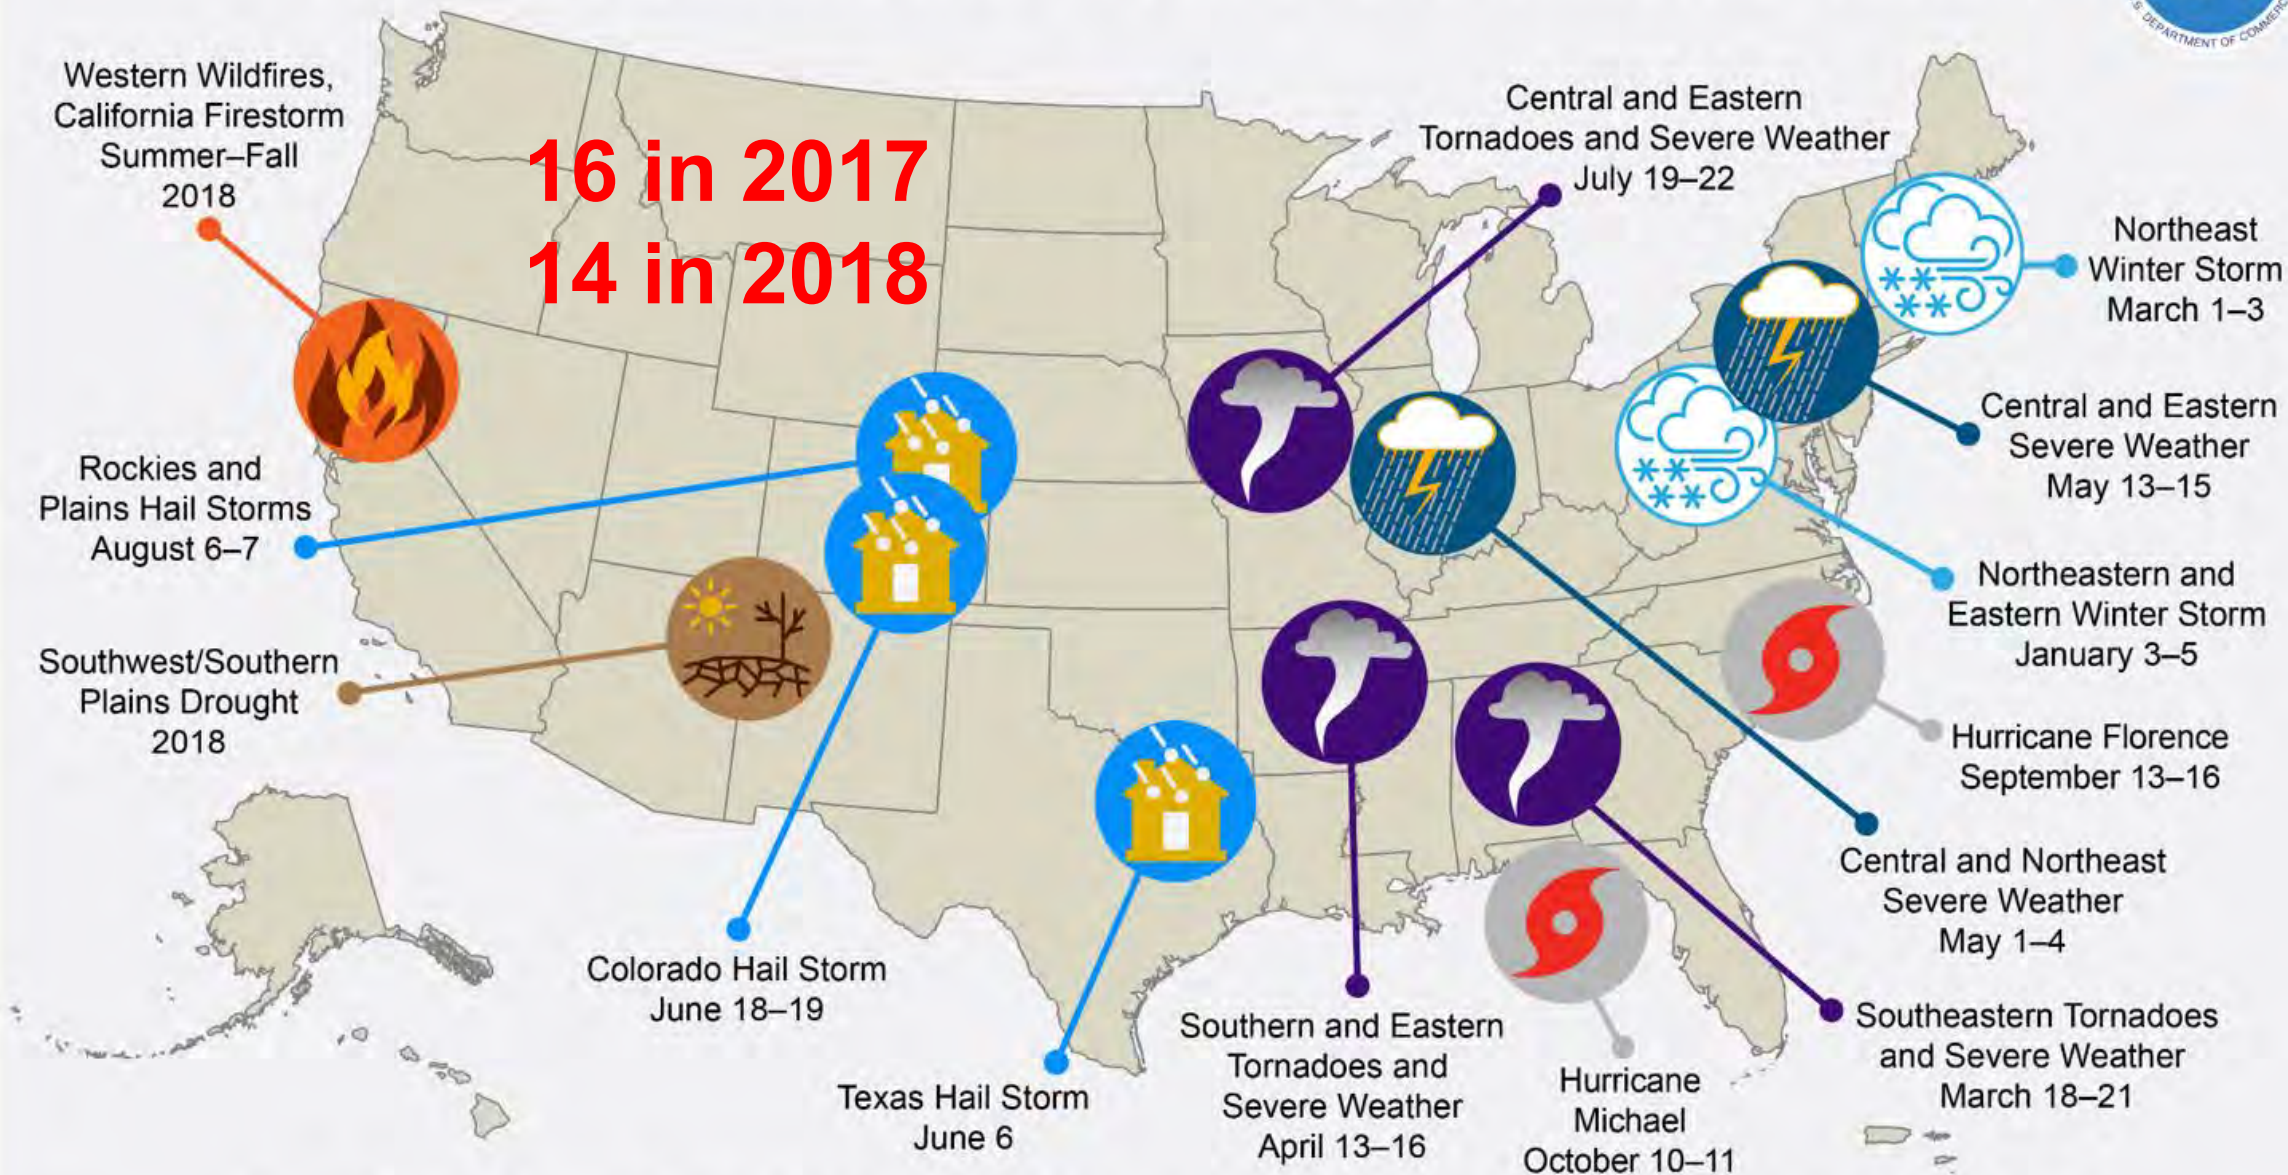 S. DEPARTMENT OF COMMERC
Western Wildfires,
California Firestorm
Summer–Fall
2018
16 in 2017
14 in 2018
Central and Eastern
Tornadoes and Severe Weather
July 19–22
Northeast
Winter Storm
March 1–3
Central and Eastern
Severe Weather
May 13–15
Rockies and
Plains Hail Storms
August 6–7
Northeastern and
Eastern Winter Storm
January 3–5
Southwest/Southern
Plains Drought
2018
Hurricane Florence
September 13–16
Central and Northeast
Severe Weather
May 1–4
Colorado Hail Storm
June 18–19
Southeastern Tornadoes
and Severe Weather
March 18–21
Southern and Eastern
Tornadoes and
Severe Weather
April 13–16
Texas Hail Storm
June 6
Hurricane
Michael
October 10–11